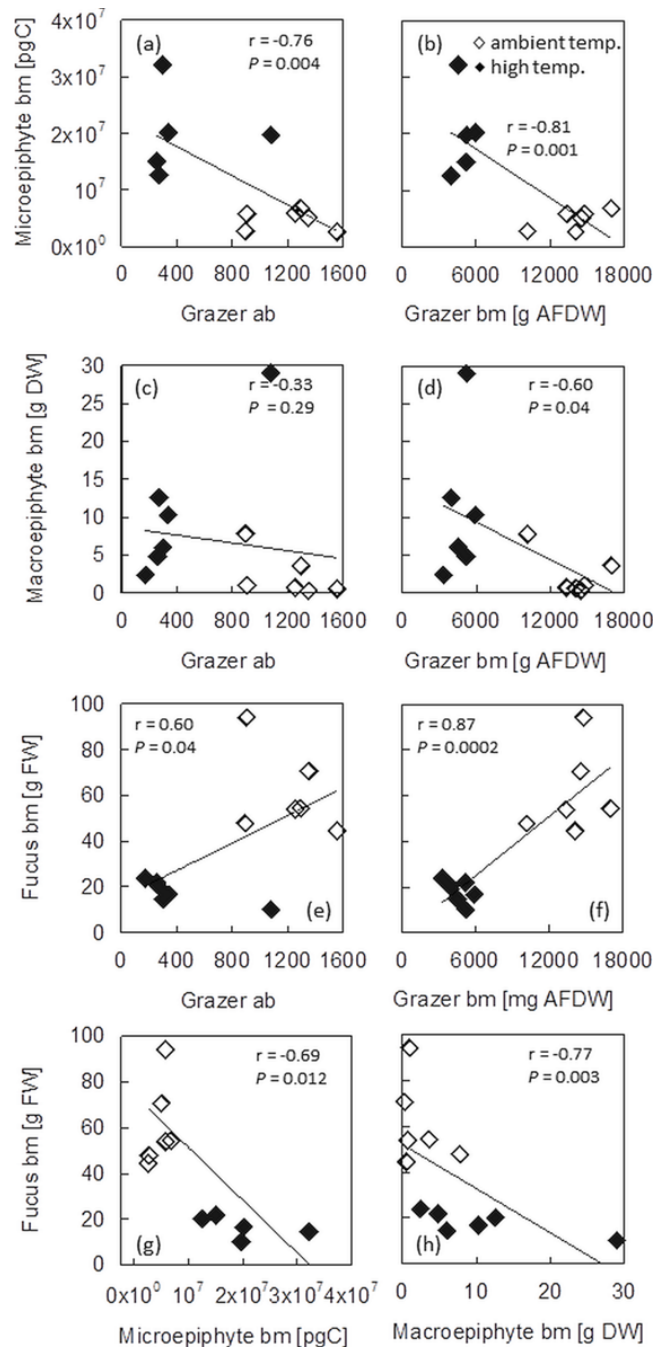 (a)
r = -0.76
P = 0.004
Microepiphyte bm [pgC]
4x10⁷
3x10⁷
2x10⁷
10⁷
0x10⁰
0 400 800 1200 1600
Grazer ab
(b)
ambient temp.
high temp.
r = -0.81
P = 0.001
0 6000 12000 18000
Grazer bm [g AFDW]
(c)
r = -0.33
P = 0.29
Macroepiphyte bm [g DW]
30
25
20
15
10
5
0
0 400 800 1200 1600
Grazer ab
(d)
r = -0.60
P = 0.04
0 6000 12000 18000
Grazer bm [g AFDW]
r = 0.60
P = 0.04
(e)
Fucus bm [g FW]
100
80
60
40
20
0
0 400 800 1200 1600
Grazer ab
r = 0.87
P = 0.0002
(f)
0 6000 12000 18000
Grazer bm [mg AFDW]
r = -0.69
P = 0.012
(g)
Fucus bm [g FW]
100
80
60
40
20
0
0x10⁰ 10⁷ 2x10⁷ 3x10⁷ 4x10⁷
Microepiphyte bm [pgC]
r = -0.77
P = 0.003
(h)
0 10 20 30
Macroepiphyte bm [g DW]